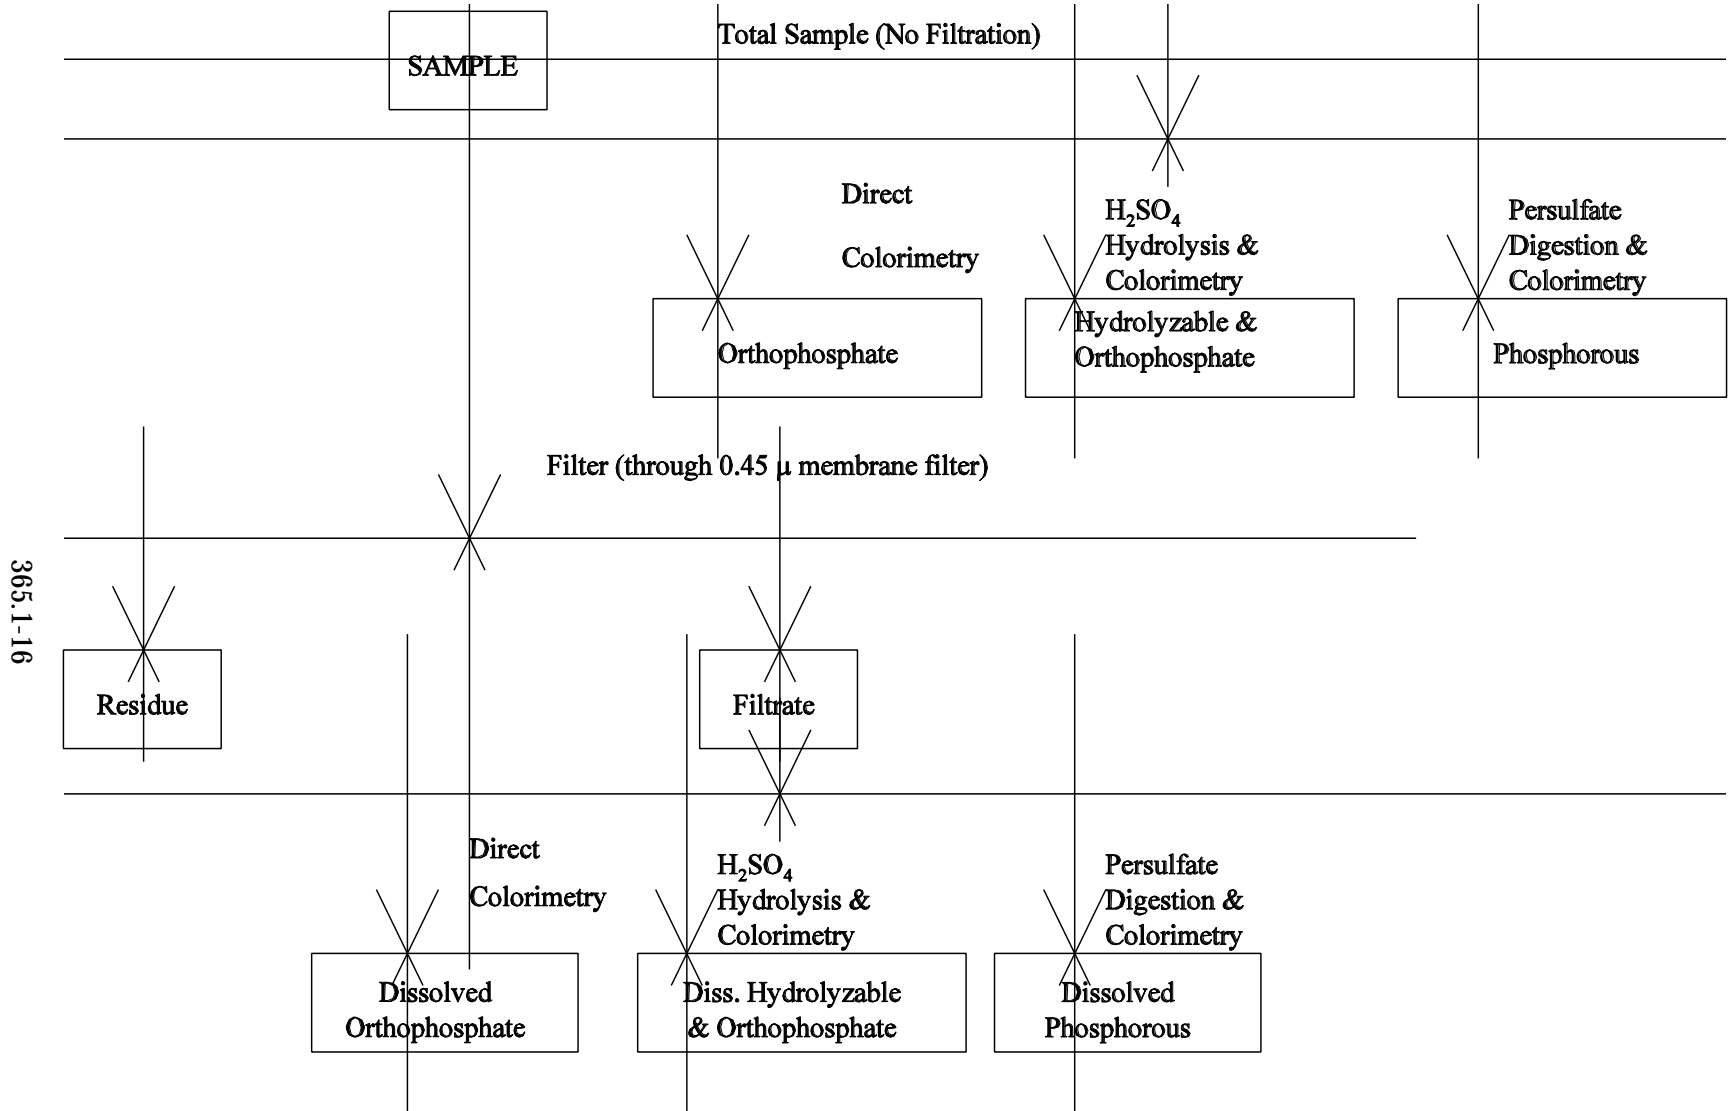 Total Sample (No Filtration)
SAMPLE
Direct
Colorimetry
H₂SO₄
Hydrolysis &
Colorimetry
Persulfate
Digestion &
Colorimetry
Orthophosphate
Hydrolyzable &
Orthophosphate
Phosphorous
Filter (through 0.45 μ membrane filter)
365.1-16
Residue
Filtrate
Direct
Colorimetry
H₂SO₄
Hydrolysis &
Colorimetry
Persulfate
Digestion &
Colorimetry
Dissolved
Orthophosphate
Diss. Hydrolyzable
& Orthophosphate
Dissolved
Phosphorous